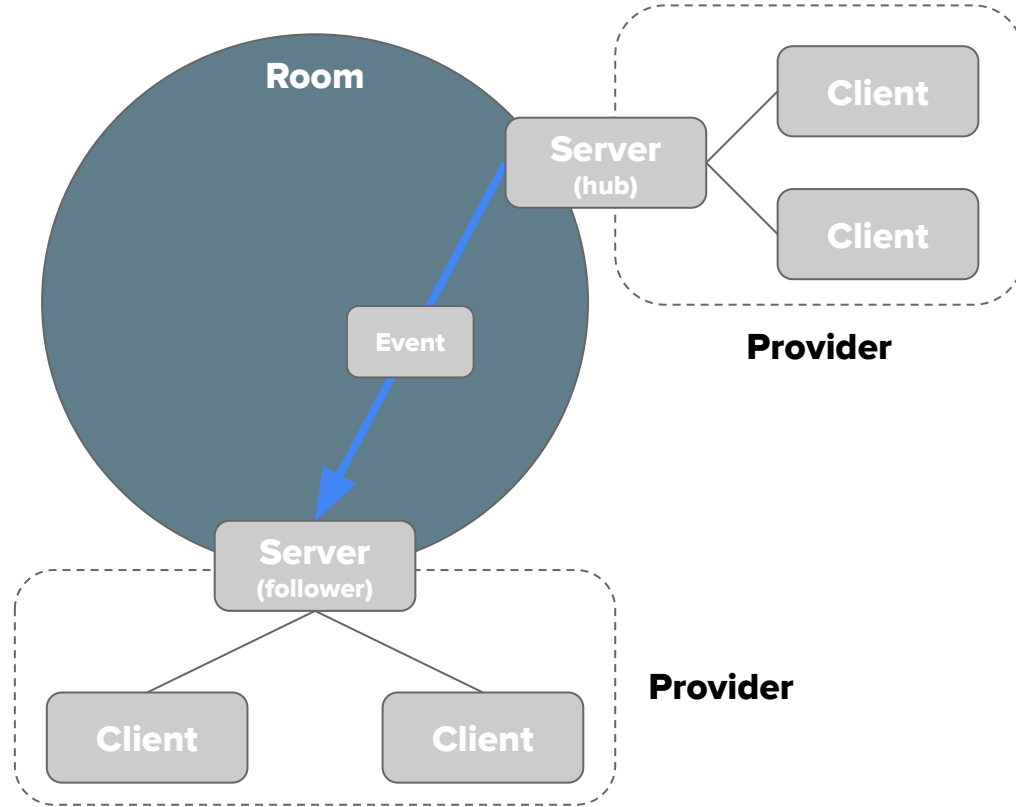 Room
Client
Server
(hub)
Client
Event
Provider
Server
(follower)
Provider
Client
Client